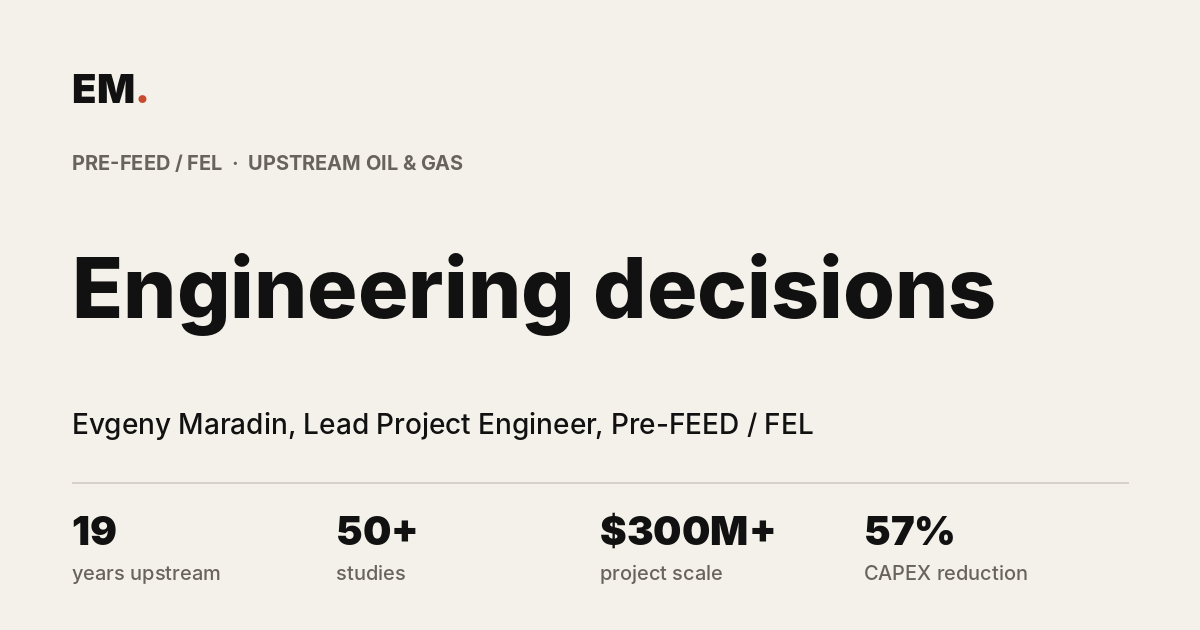 EM.
PRE-FEED / FEL · UPSTREAM OIL & GAS
Engineering decisions
Evgeny Maradin, Lead Project Engineer, Pre-FEED / FEL
19 50+ $300M+ 57%
years upstream studies project scale CAPEX reduction